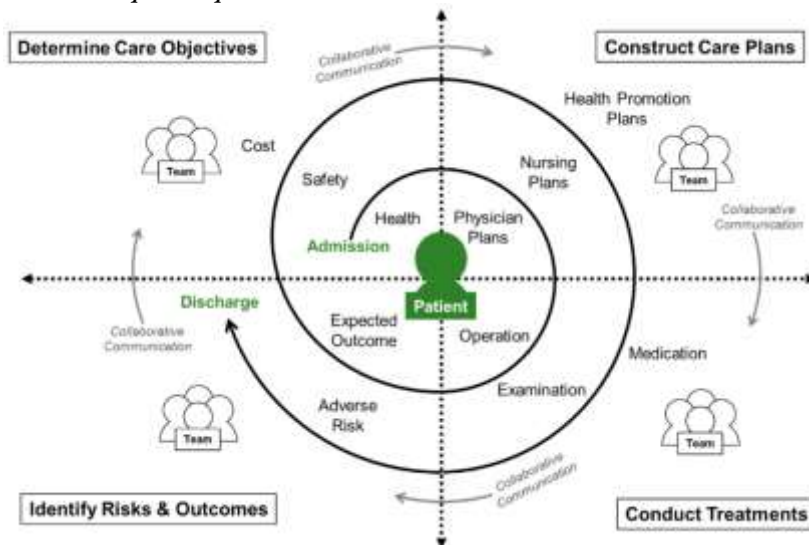 Determine Care Objectives
Construct Care Plans
Collaborative
Communication
Health Promotion
Plans
Cost
Team
Safety
Nursing
Plans
Team
Health
Physician
Plans
Collaborative
Communication
Admission
Discharge
Patient
Collaborative
Communication
Expected
Outcome
Operation
Medication
Adverse
Risk
Examination
Team
Team
Collaborative
Communication
Identify Risks & Outcomes
Conduct Treatments